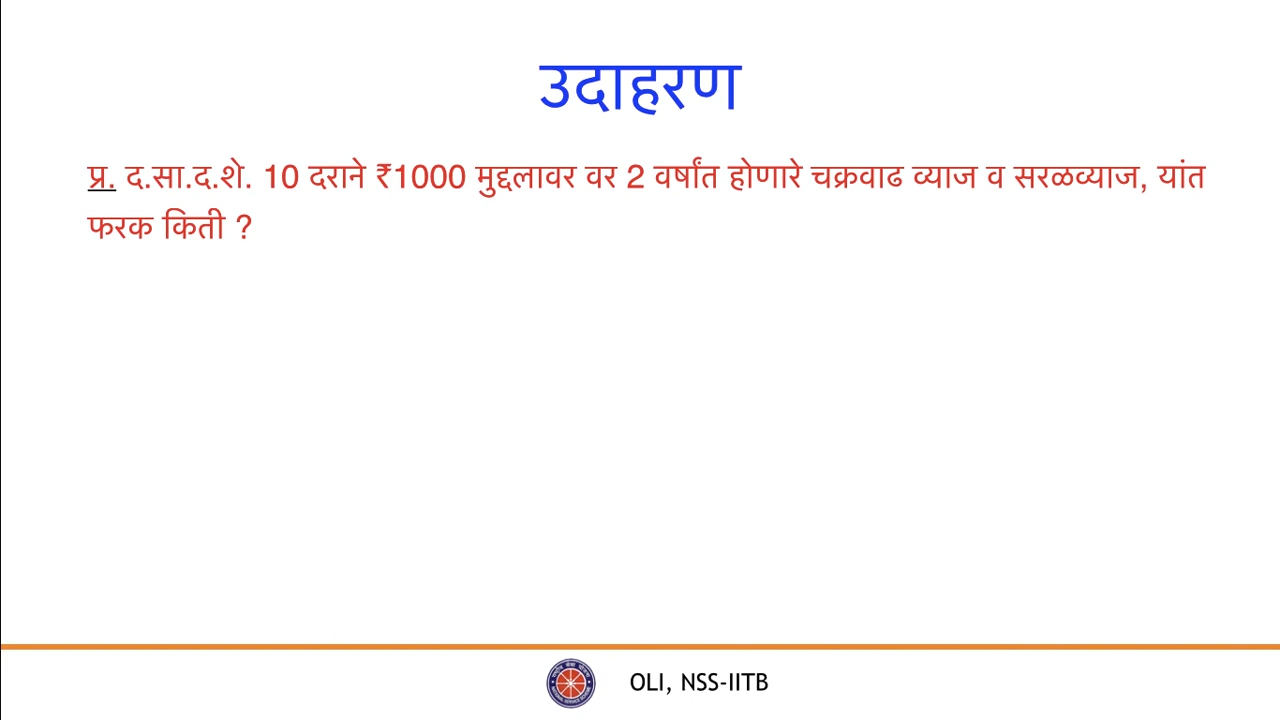 उदाहरण
प्र. द.सा.द.शे. 10 दराने ₹1000 मुद्दलावर वर 2 वर्षांत होणारे चक्रवाढ व्याज व सरळव्याज, यांत
फरक किती ?
OLI, NSS-IITB